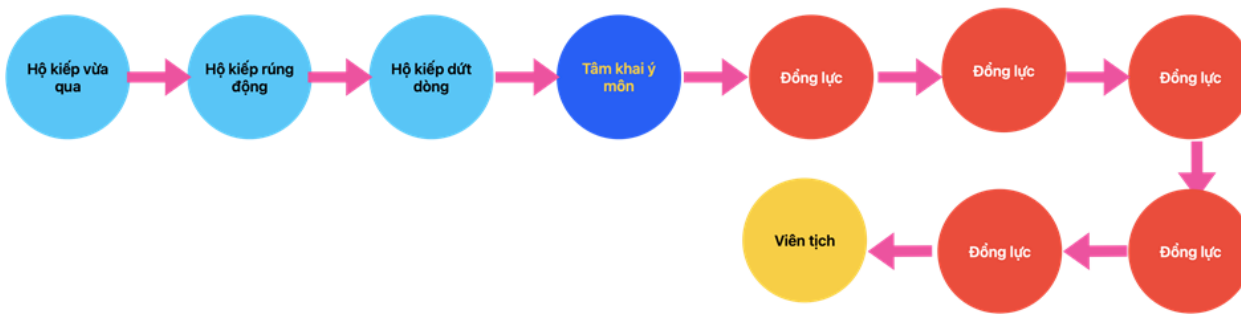 Hộ kiếp vừa
qua
Hộ kiếp rúng
động
Hộ kiếp dứt
dòng
Tâm khai ý
môn
Đổng lực
Đổng lực
Đổng lực
Đổng lực
Đổng lực
Viên tịch